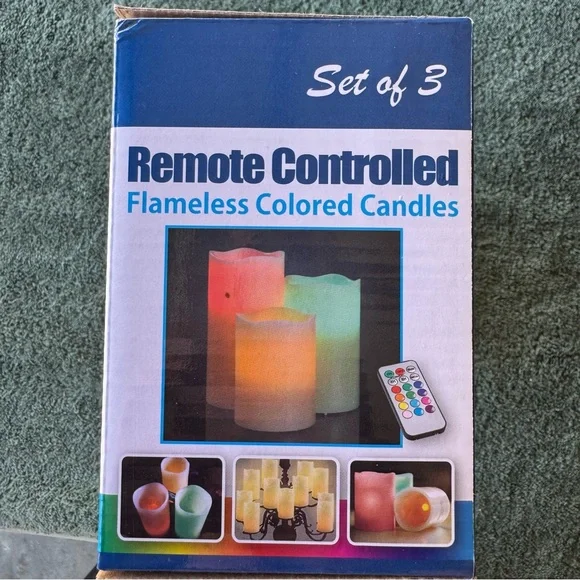 Set of 3
Remote Controlled
Flameless Colored Candles